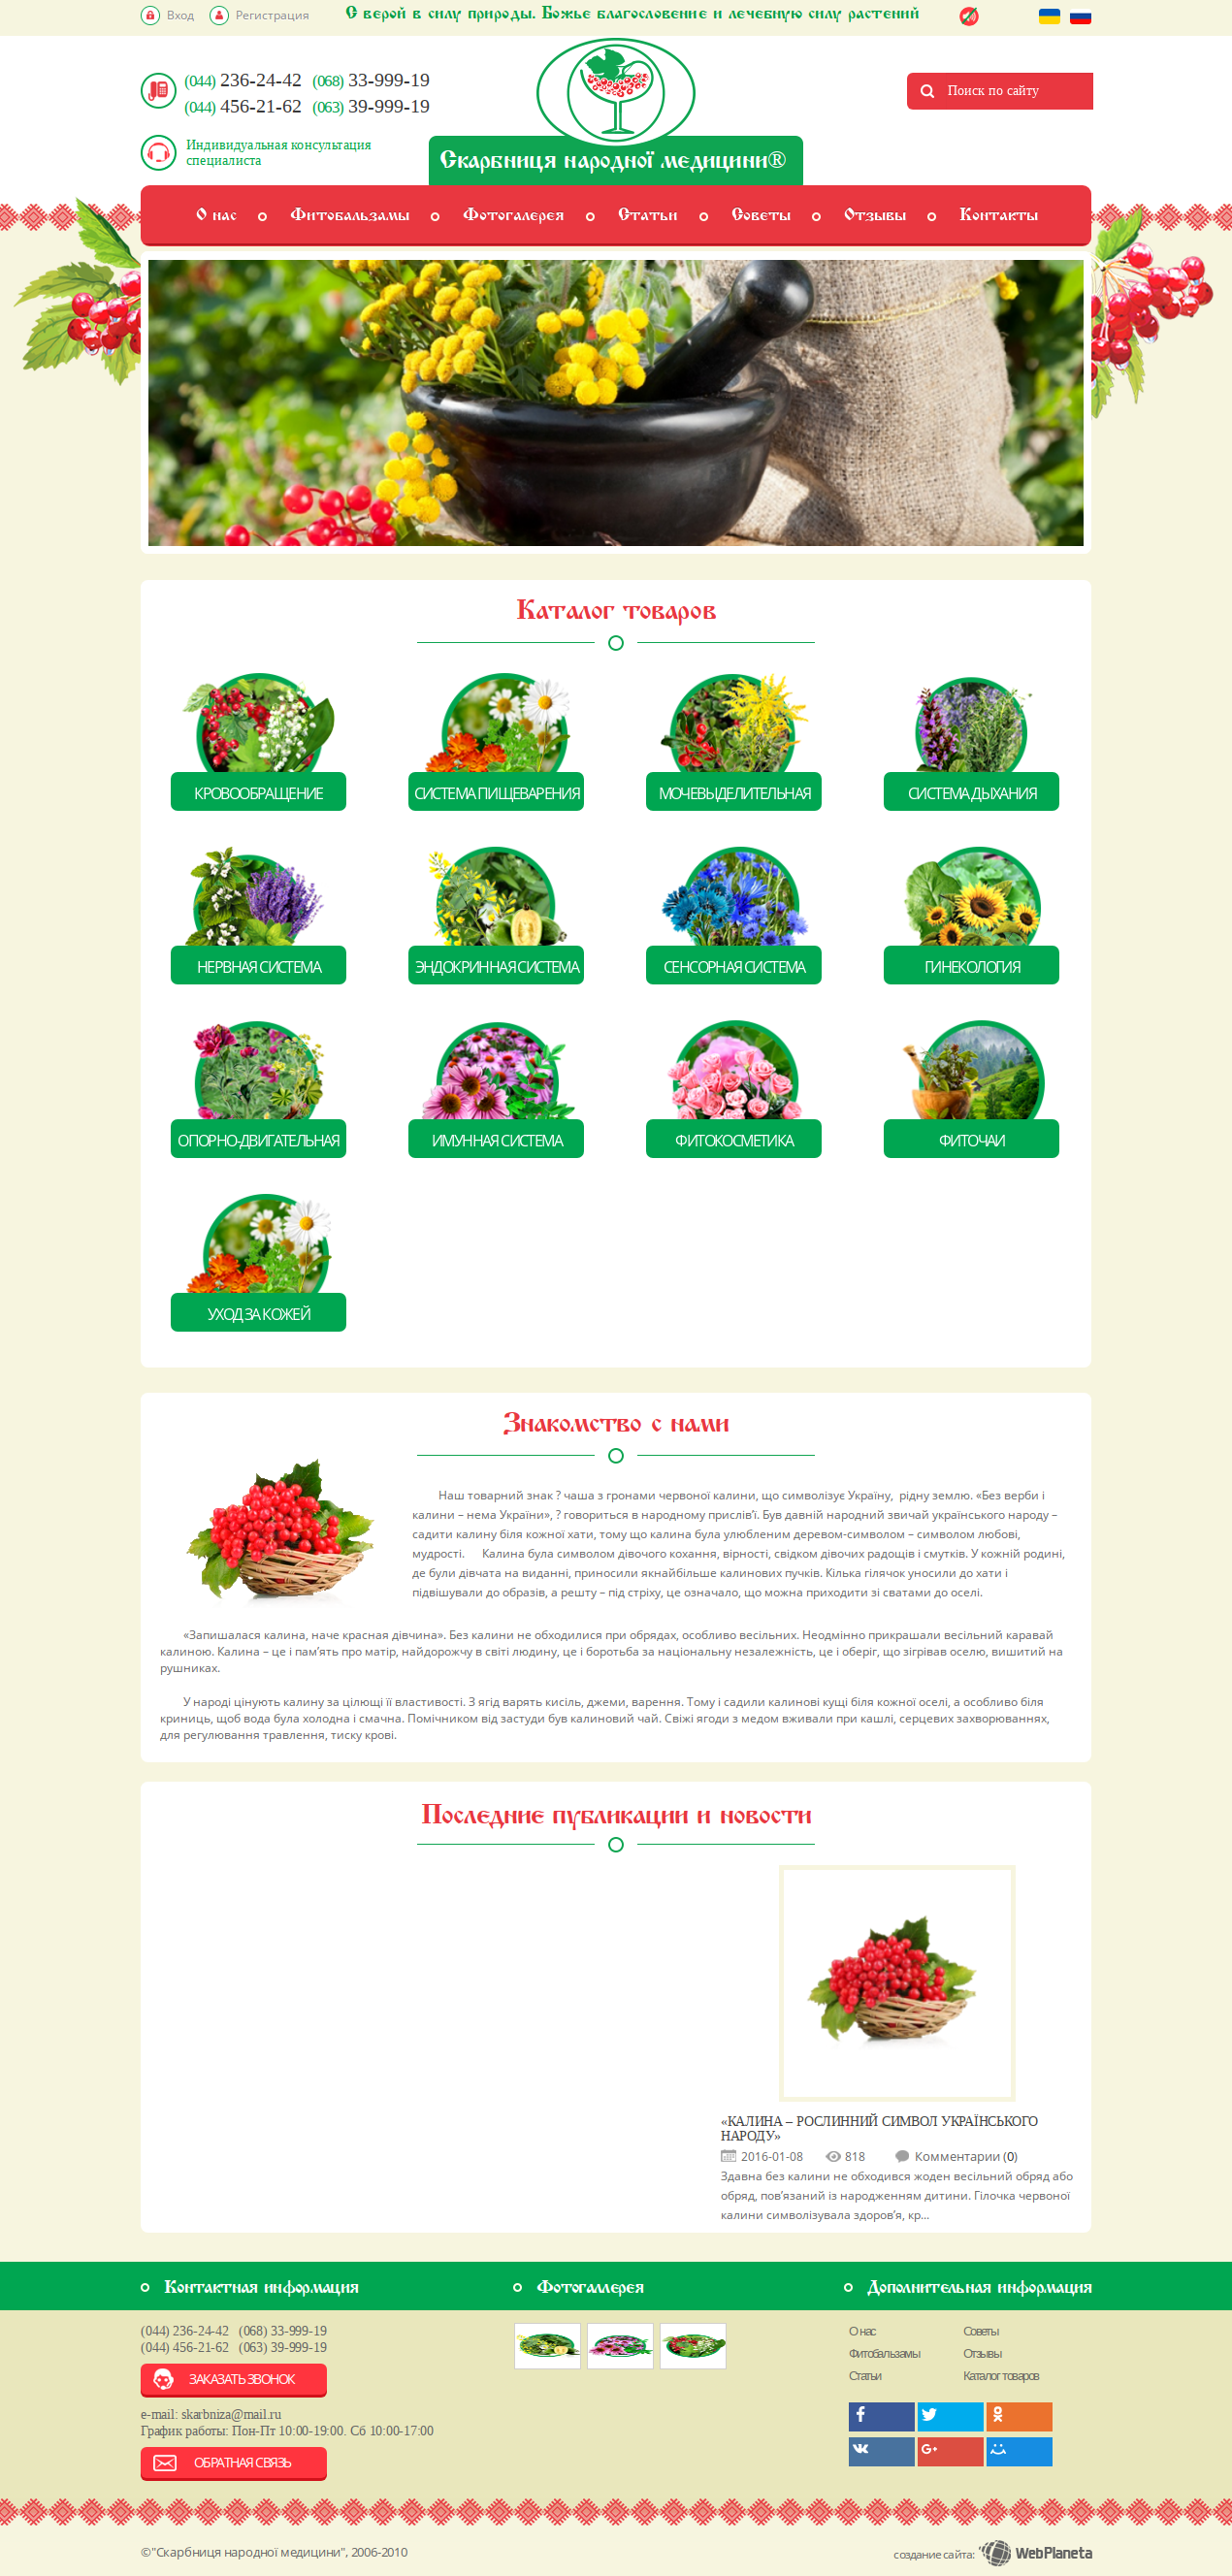 Вход Регистрация С верой в силу природы. Божье благословение и лечебную силу растений
(044) 236-24-42 (068) 33-999-19
(044) 456-21-62 (063) 39-999-19
Поиск по сайту
Индивидуальная консультация
специалиста
Скарбниця народної медицини®
О нас Фитобальзамы Фотогалерея Статьи Советы Отзывы Контакты
Каталог товаров
КРОВООБРАЩЕНИЕ СИСТЕМА ПИЩЕВАРЕНИЯ МОЧЕВЫДЕЛИТЕЛЬНАЯ СИСТЕМА ДЫХАНИЯ
НЕРВНАЯ СИСТЕМА ЭНДОКРИННАЯ СИСТЕМА СЕНСОРНАЯ СИСТЕМА ГИНЕКОЛОГИЯ
ОПОРНО-ДВИГАТЕЛЬНАЯ ИМУННАЯ СИСТЕМА ФИТОКОСМЕТИКА ФИТОЧАИ
УХОД ЗА КОЖЕЙ
Знакомство с нами
Наш товарний знак ? чаша з гронами червоної калини, що символізує Україну, рідну землю. «Без верби і
калини – нема України», ? говориться в народному прислів'ї. Був давній народний звичай українського народу –
садити калину біля кожної хати, тому що калина була улюбленим деревом-символом – символом любові,
мудрості. Калина була символом дівочого кохання, вірності, свідком дівочих радощів і смутків. У кожній родині,
де були дівчата на виданні, приносили якнайбільше калинових пучків. Кілька гілячок уносили до хати і
підвішували до образів, а решту – під стріху, це означало, що можна приходити зі сватами до оселі.
«Запишалася калина, наче красная дівчина». Без калини не обходилися при обрядах, особливо весільних. Неодмінно прикрашали весільний каравай
калиною. Калина – це і пам'ять про матір, найдорожчу в світі людину, це і боротьба за національну незалежність, це і оберіг, що зігрівав оселю, вишитий на
рушниках.
У народі цінують калину за цілющі її властивості. З ягід варять кисіль, джеми, варення. Тому і садили калинові кущі біля кожної оселі, а особливо біля
криниць, щоб вода була холодна і смачна. Помічником від застуди був калиновий чай. Свіжі ягоди з медом вживали при кашлі, серцевих захворюваннях,
для регулювання травлення, тиску крові.
Последние публикации и новости
«КАЛИНА – РОСЛИННИЙ СИМВОЛ УКРАЇНСЬКОГО
НАРОДУ»
2016-01-08 818 Комментарии (0)
Здавна без калини не обходився жоден весільний обряд або
обряд, пов'язаний із народженням дитини. Гілочка червоної
калини символізувала здоров'я, кр...
Контактная информация Фотогаллерея Дополнительная информация
(044) 236-24-42 (068) 33-999-19
(044) 456-21-62 (063) 39-999-19
О нас Советы
Фитобальзамы Отзывы
Статьи Каталог товаров
ЗАКАЗАТЬ ЗВОНОК
e-mail: skarbniza@mail.ru
График работы: Пон-Пт 10:00-19:00. Сб 10:00-17:00
ОБРАТНАЯ СВЯЗЬ
©"Скарбниця народної медицини", 2006-2010
создание сайта: WebPlaneta